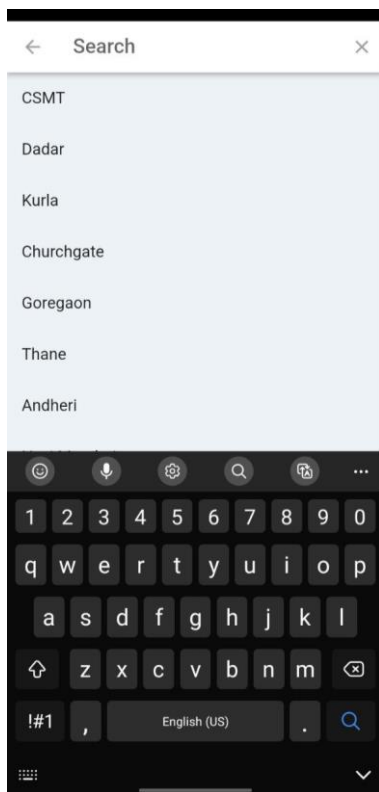 Search
CSMT
Dadar
Kurla
Churchgate
Goregaon
Thane
Andheri
1 2 3 4 5 6 7 8 9 0
q w e r t y u i o p
a s d f g h j k l
z x c v b n m
!#1 , English (US) .